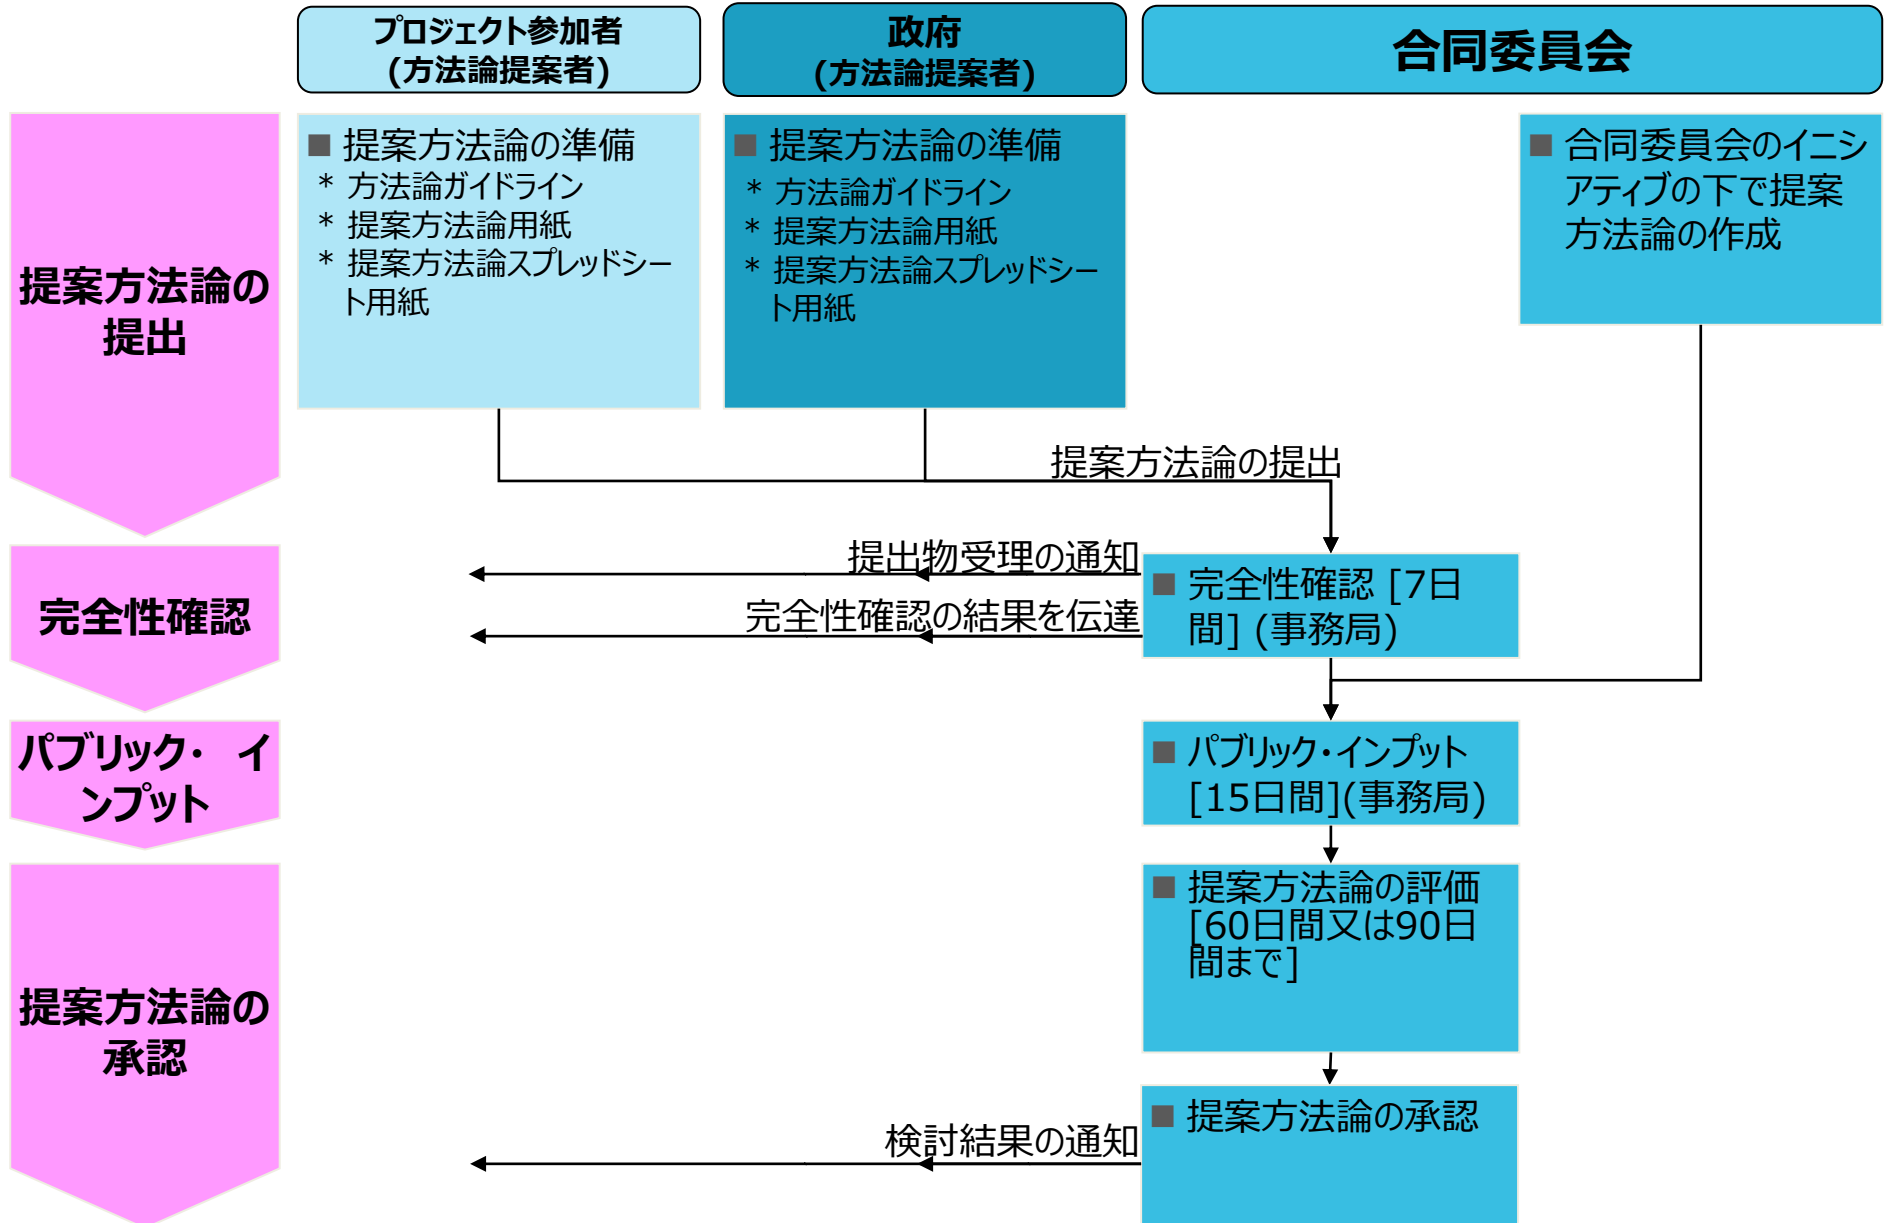 プロジェクト参加者
(方法論提案者)
政府
(方法論提案者)
合同委員会
提案方法論の
提出
■ 提案方法論の準備
* 方法論ガイドライン
* 提案方法論用紙
* 提案方法論スプレッドシー
ト用紙
■ 提案方法論の準備
* 方法論ガイドライン
* 提案方法論用紙
* 提案方法論スプレッドシー
ト用紙
■ 合同委員会のイニシ
アティブの下で提案
方法論の作成
提案方法論の提出
完全性確認
提出物受理の通知
完全性確認の結果を伝達
■ 完全性確認 [7日
間] (事務局)
パブリック・ イ
ンプット
■ パブリック・インプット
[15日間](事務局)
提案方法論の
承認
■ 提案方法論の評価
[60日間又は90日
間まで]
検討結果の通知
■ 提案方法論の承認